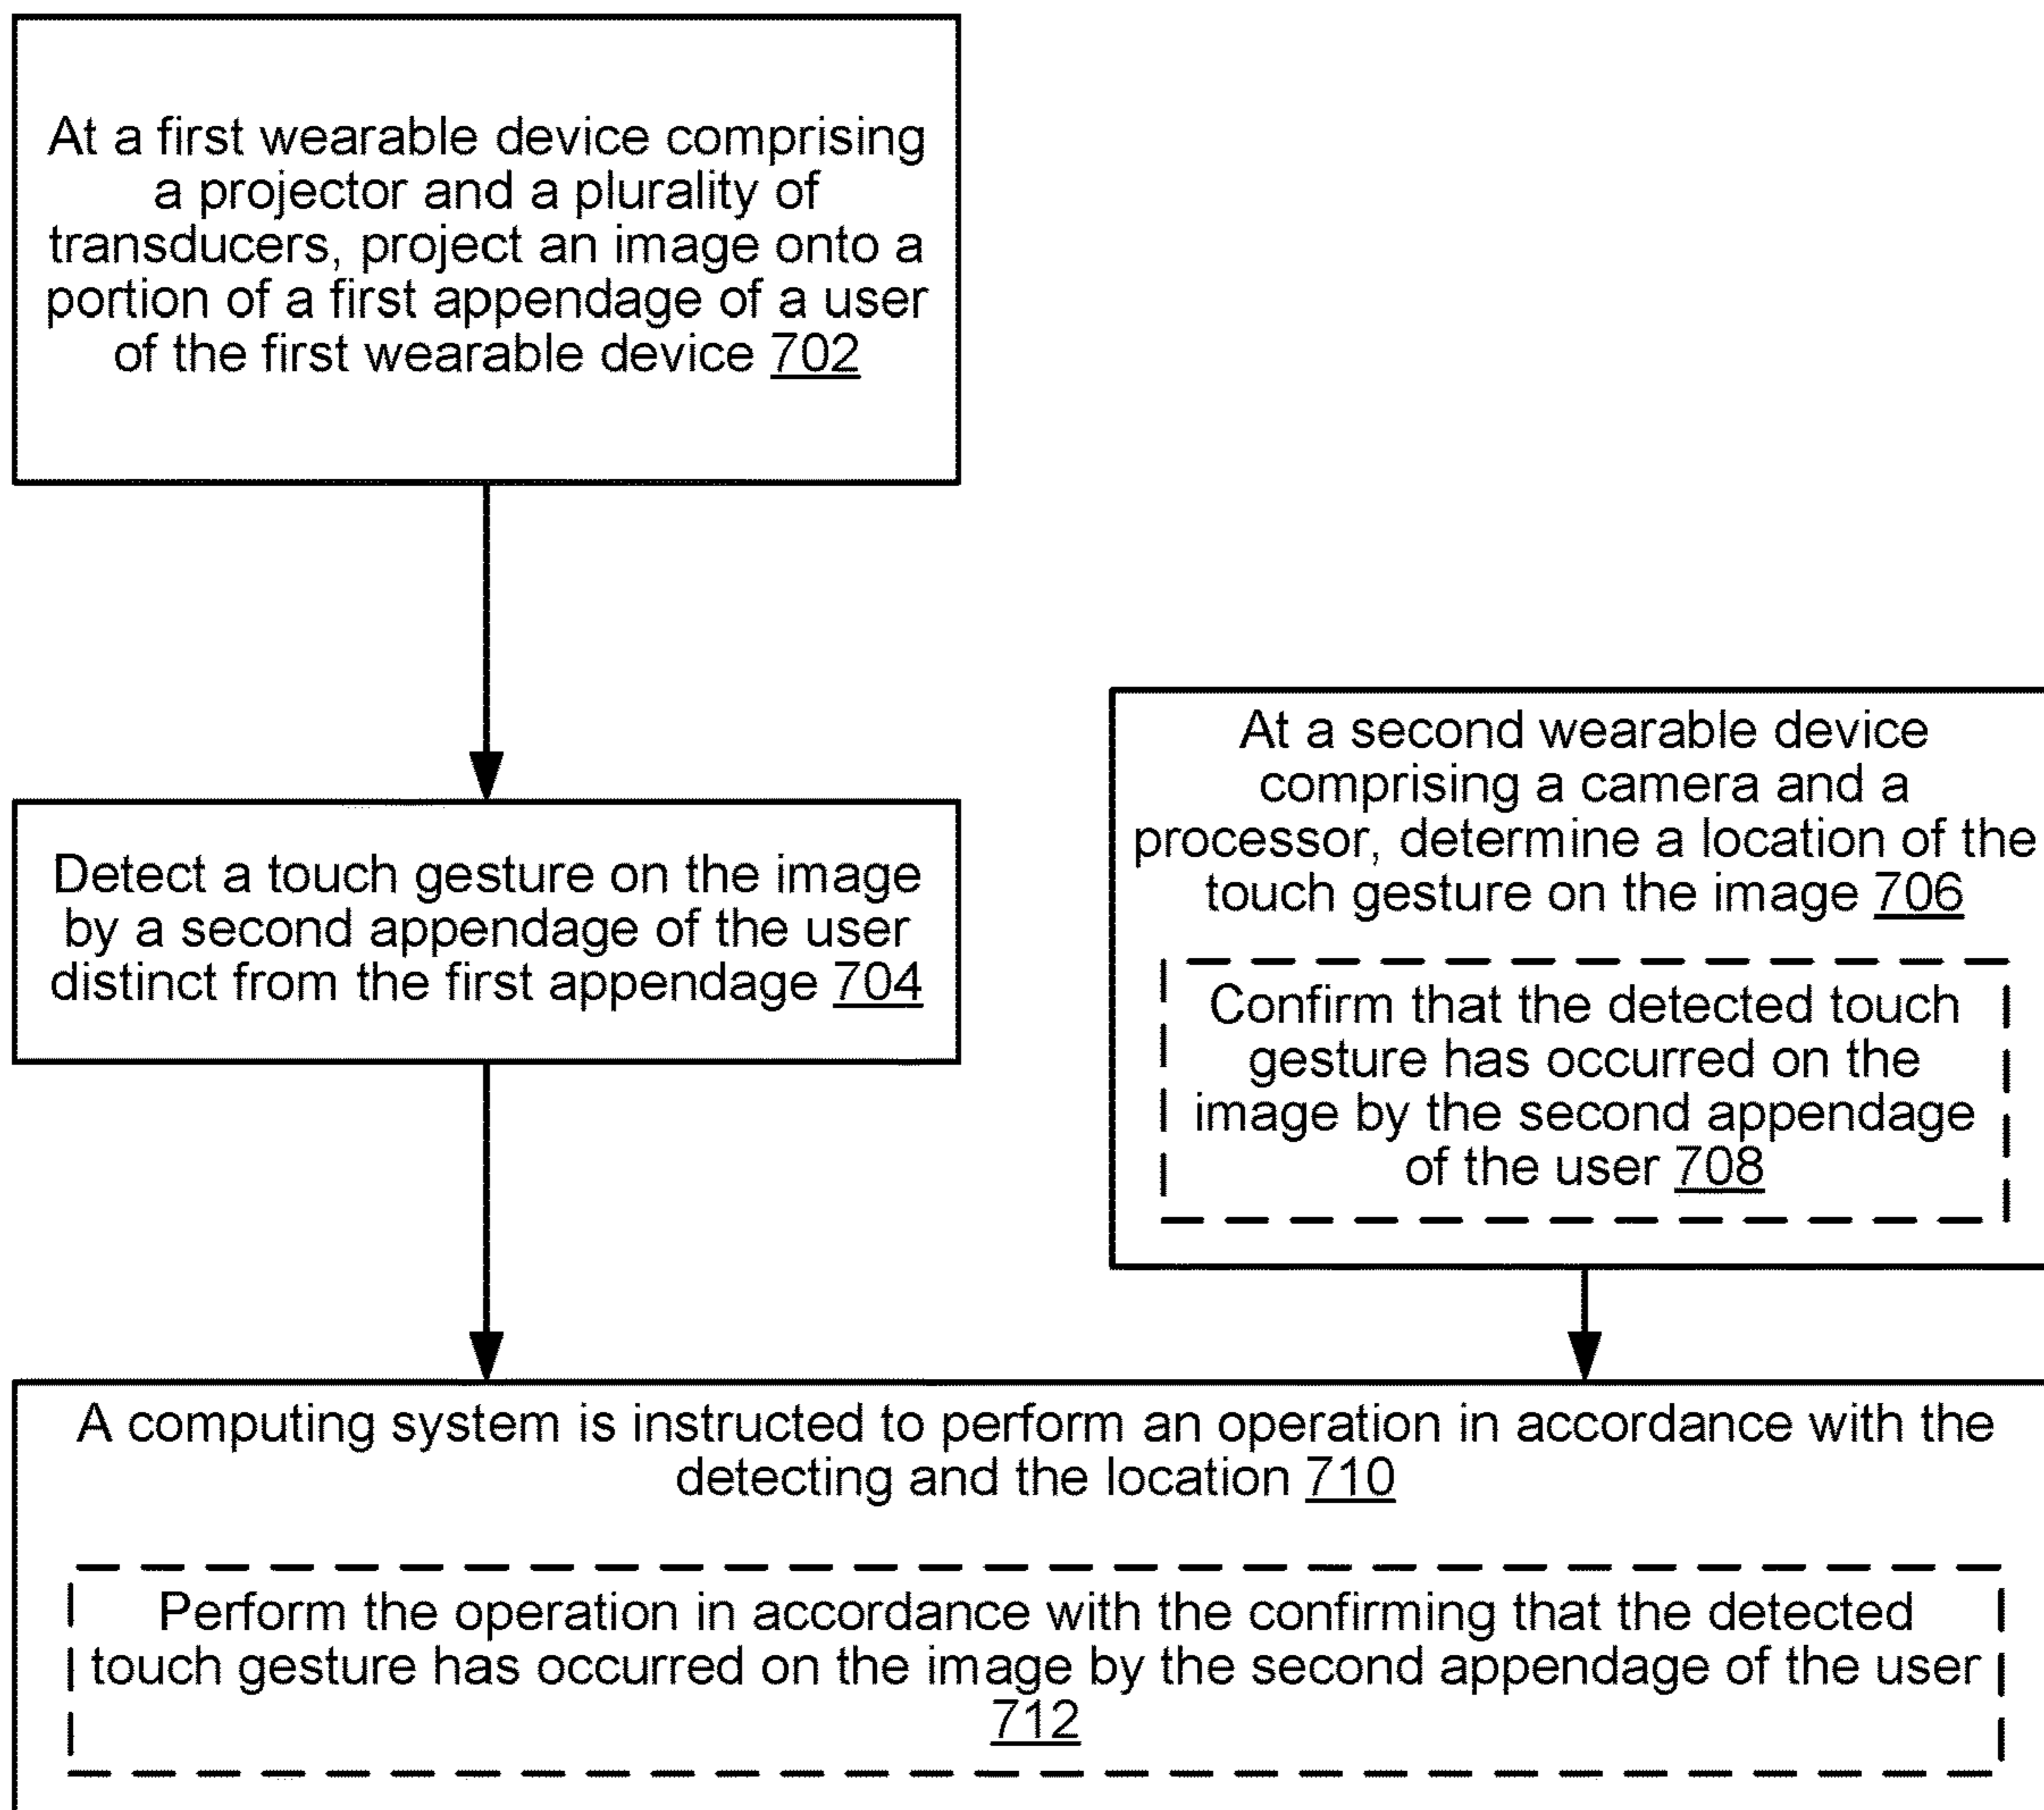 At a first wearable device comprising
a projector and a plurality of
transducers, project an image onto a
portion of a first appendage of a user
of the first wearable device 702
Detect a touch gesture on the image
by a second appendage of the user
distinct from the first appendage 704
At a second wearable device
comprising a camera and a
processor, determine a location of the
touch gesture on the image 706
Confirm that the detected touch
gesture has occurred on the
image by the second appendage
of the user 708
A computing system is instructed to perform an operation in accordance with the
detecting and the location 710
Perform the operation in accordance with the confirming that the detected
touch gesture has occurred on the image by the second appendage of the user
712